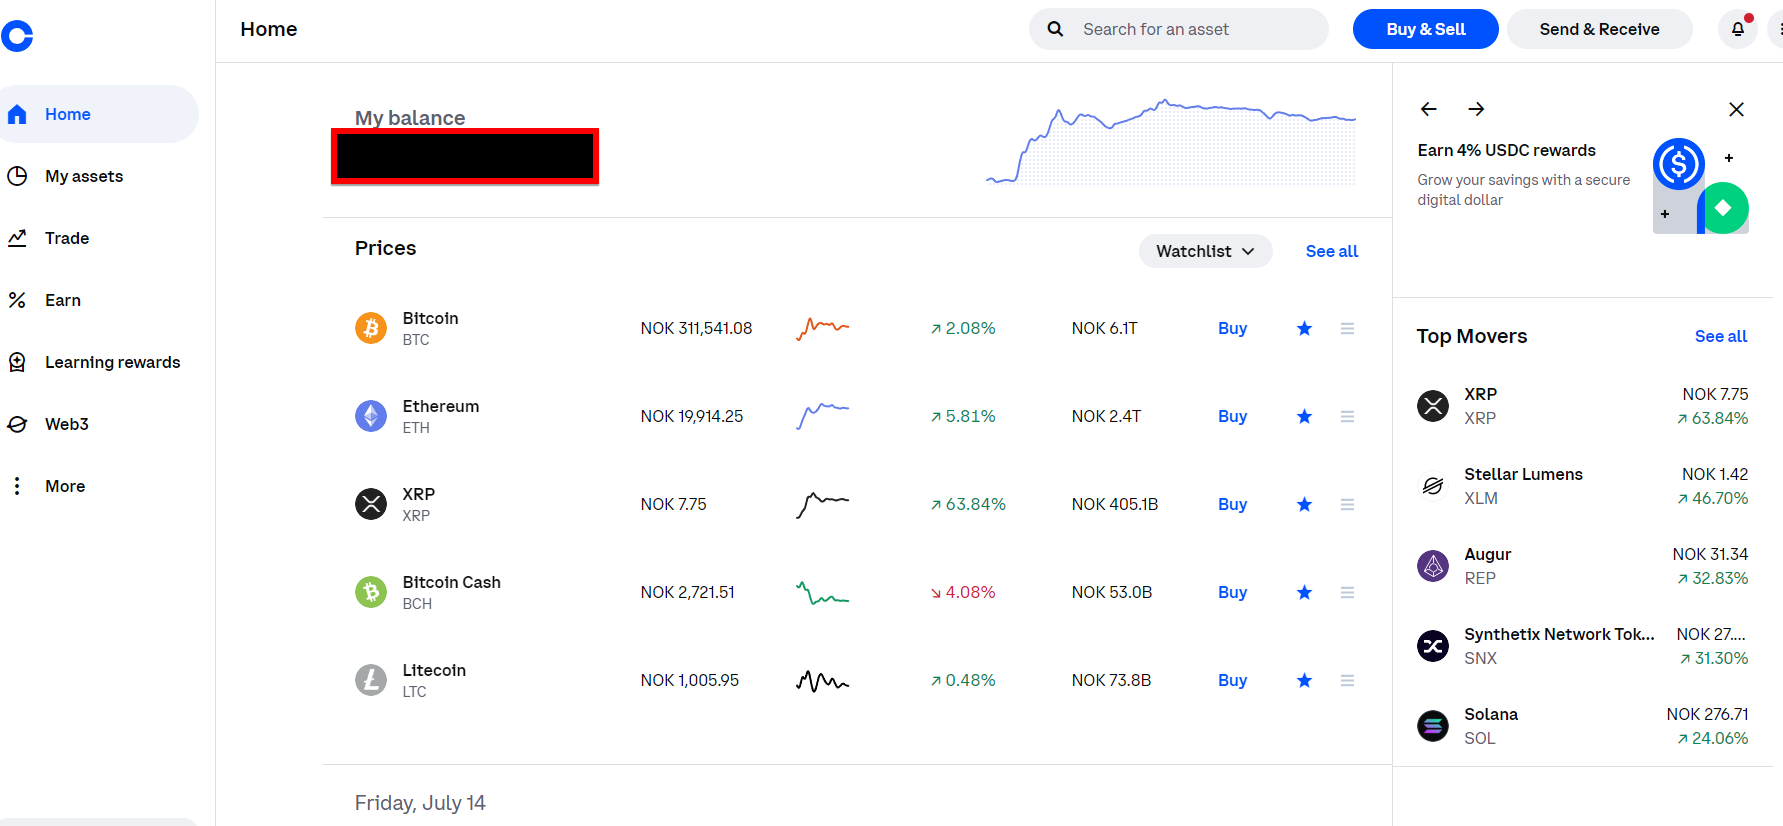 Home
Search for an asset
Buy & Sell
Send & Receive
Home
My assets
Trade
Earn
Learning rewards
Web3
More
My balance
Prices
Watchlist
See all
Bitcoin
BTC
NOK 311,541.08
2.08%
NOK 6.1T
Buy
Ethereum
ETH
NOK 19,914.25
5.81%
NOK 2.4T
Buy
XRP
XRP
NOK 7.75
63.84%
NOK 405.1B
Buy
Bitcoin Cash
BCH
NOK 2,721.51
4.08%
NOK 53.0B
Buy
Litecoin
LTC
NOK 1,005.95
0.48%
NOK 73.8B
Buy
Friday, July 14
Earn 4% USDC rewards
Grow your savings with a secure
digital dollar
Top Movers
See all
XRP
NOK 7.75
XRP
63.84%
Stellar Lumens
NOK 1.42
XLM
46.70%
Augur
NOK 31.34
REP
32.83%
Synthetix Network Tok...
NOK 27....
SNX
31.30%
Solana
NOK 276.71
SOL
24.06%